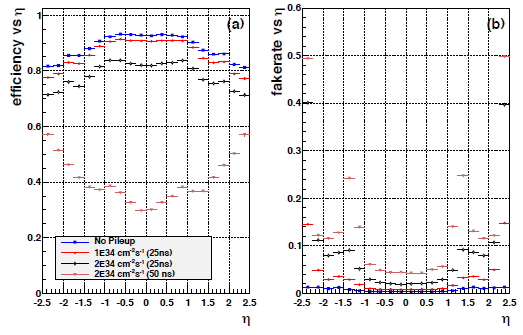 efficiency vs η
(a)
1
0.8
0.6
0.4
0.2
0
No Pileup
1E34 cm⁻²s⁻¹ (25ns)
2E34 cm⁻²s⁻¹ (25ns)
2E34 cm⁻²s⁻¹ (50 ns)
-2.5 -2 -1.5 -1 -0.5 0 0.5 1 1.5 2 2.5
η
fakerate vs η
(b)
0.6
0.5
0.4
0.3
0.2
0.1
0
-2.5 -2 -1.5 -1 -0.5 0 0.5 1 1.5 2 2.5
η